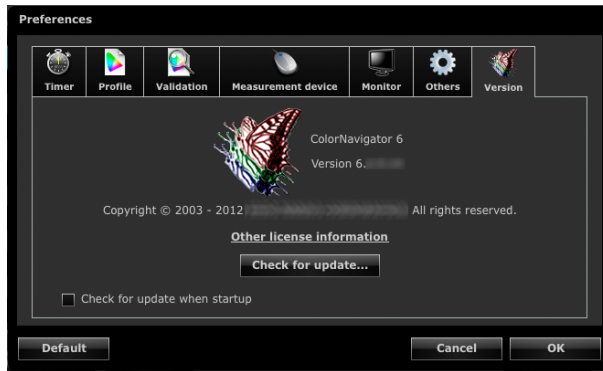 Preferences
Timer Profile Validation Measurement device Monitor Others Version
ColorNavigator 6
Version 6.
Copyright © 2003 - 2012 All rights reserved.
Other license information
Check for update...
Check for update when startup
Default Cancel OK